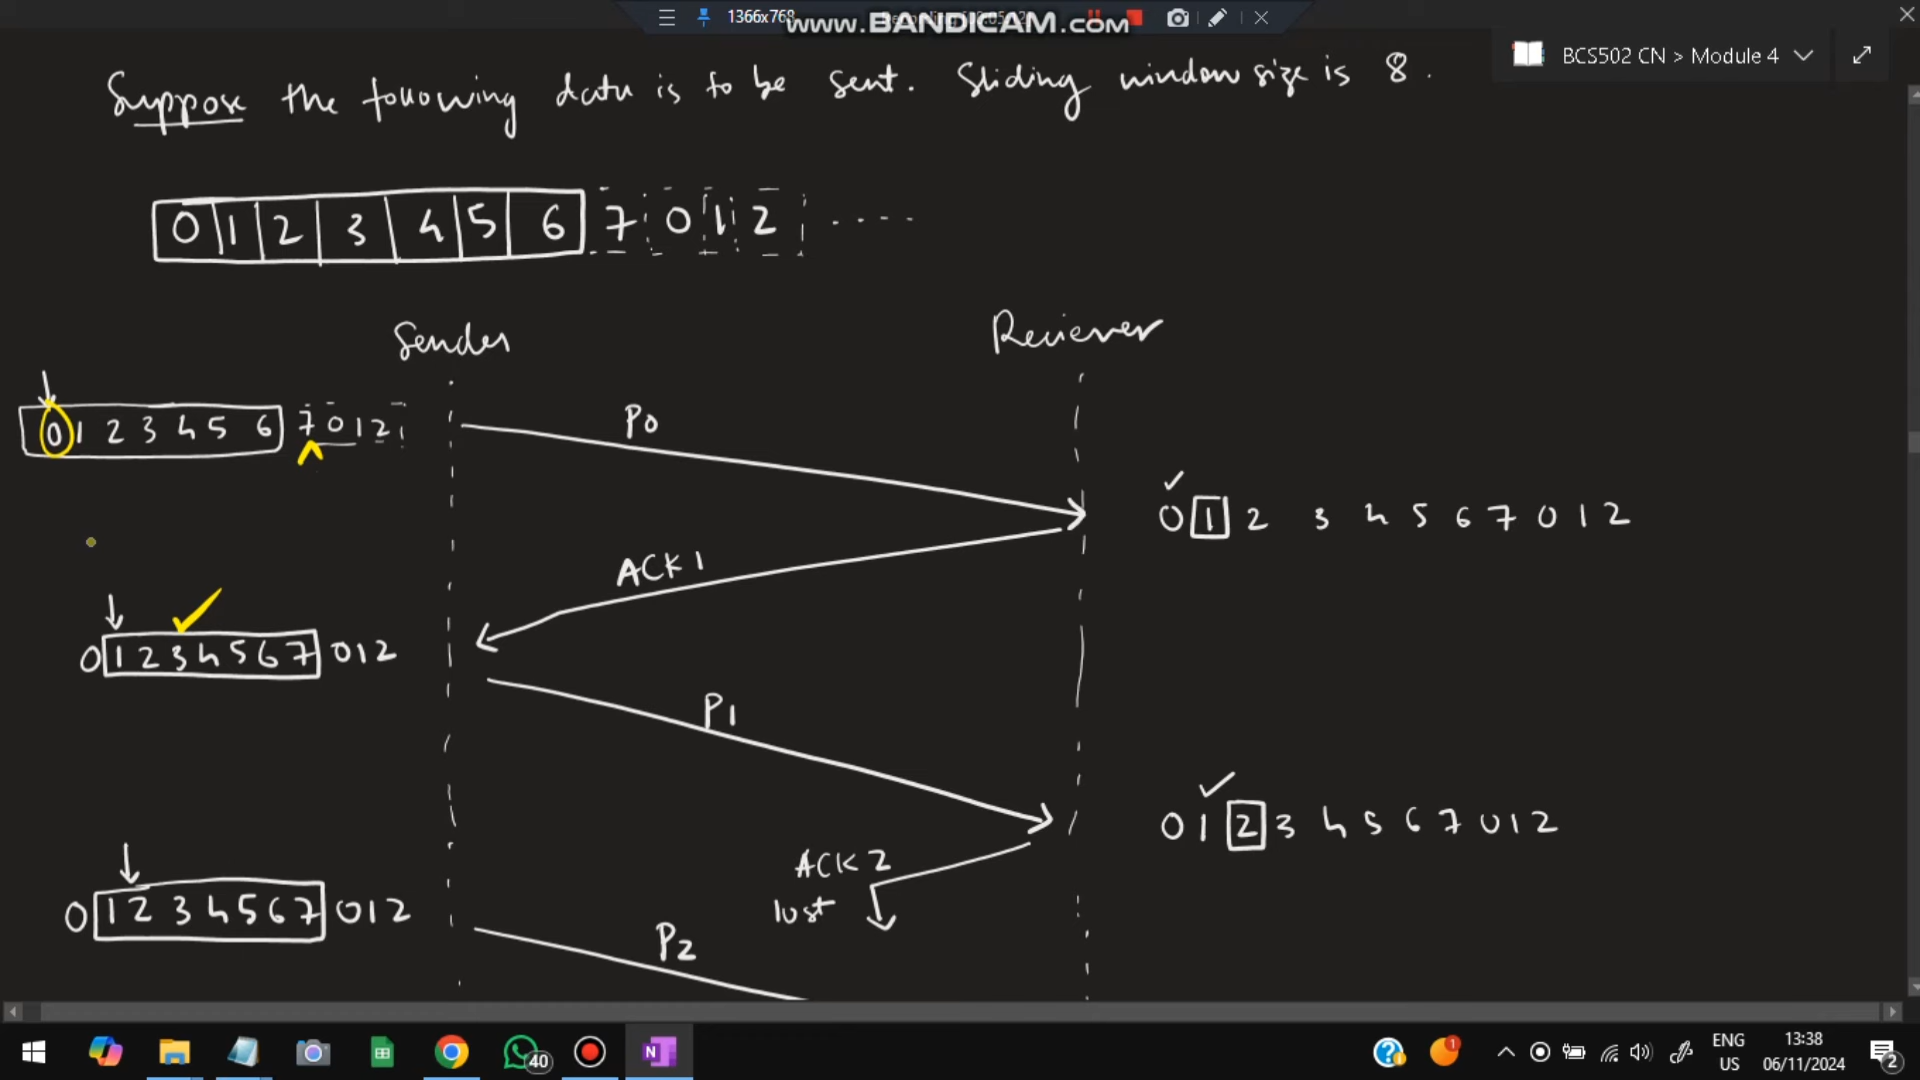 1366x768
www.BANDICAM.com
BCS502 CN > Module 4
Suppose the following data is to be sent. Sliding window size is 8.
0 1 2 3 4 5 6 7 0 1 2 ....
Sender
Reciever
0 1 2 3 4 5 6 7 0 1 2
P0
0 1 2 3 4 5 6 7 0 1 2
ACK 1
0 1 2 3 4 5 6 7 0 1 2
P1
0 1 2 3 4 5 6 7 0 1 2
ACK 2
lost
0 1 2 3 4 5 6 7 0 1 2
P2
40
N
1
ENG
US
13:38
06/11/2024
2